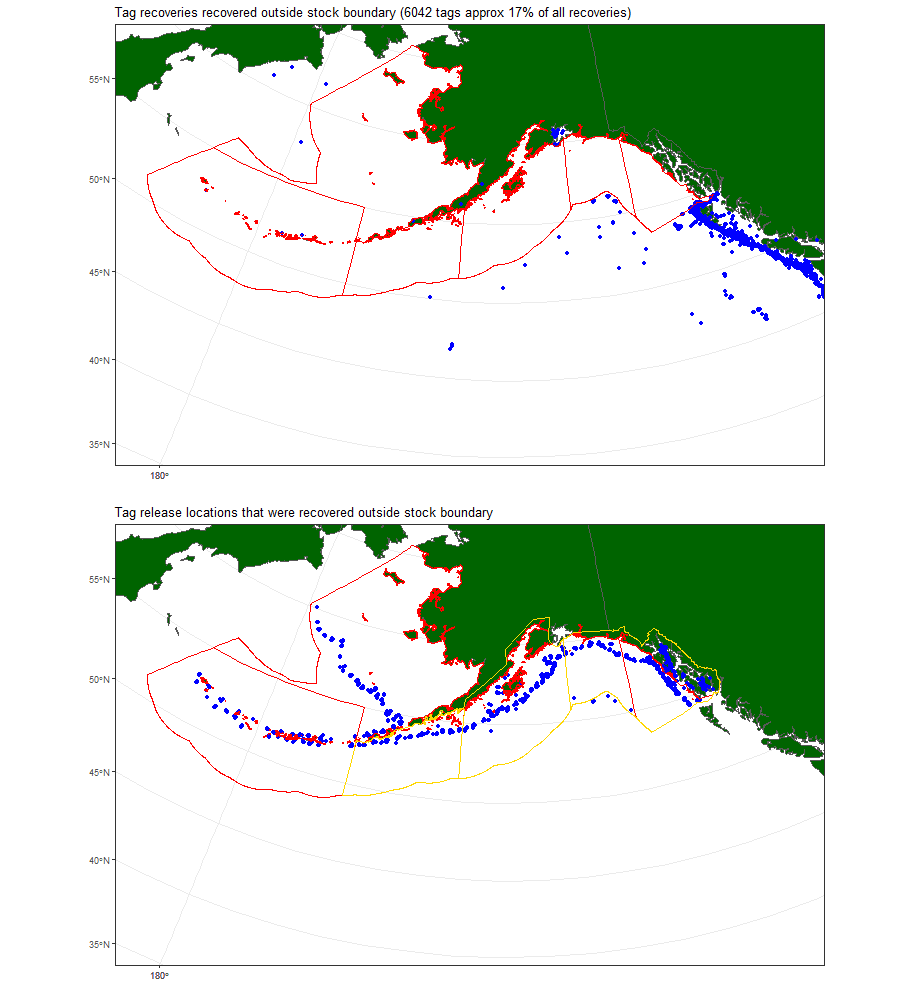 Tag recoveries recovered outside stock boundary (6042 tags approx 17% of all recoveries)
55°N
50°N
45°N
40°N
35°N
180°
Tag release locations that were recovered outside stock boundary
55°N
50°N
45°N
40°N
35°N
180°